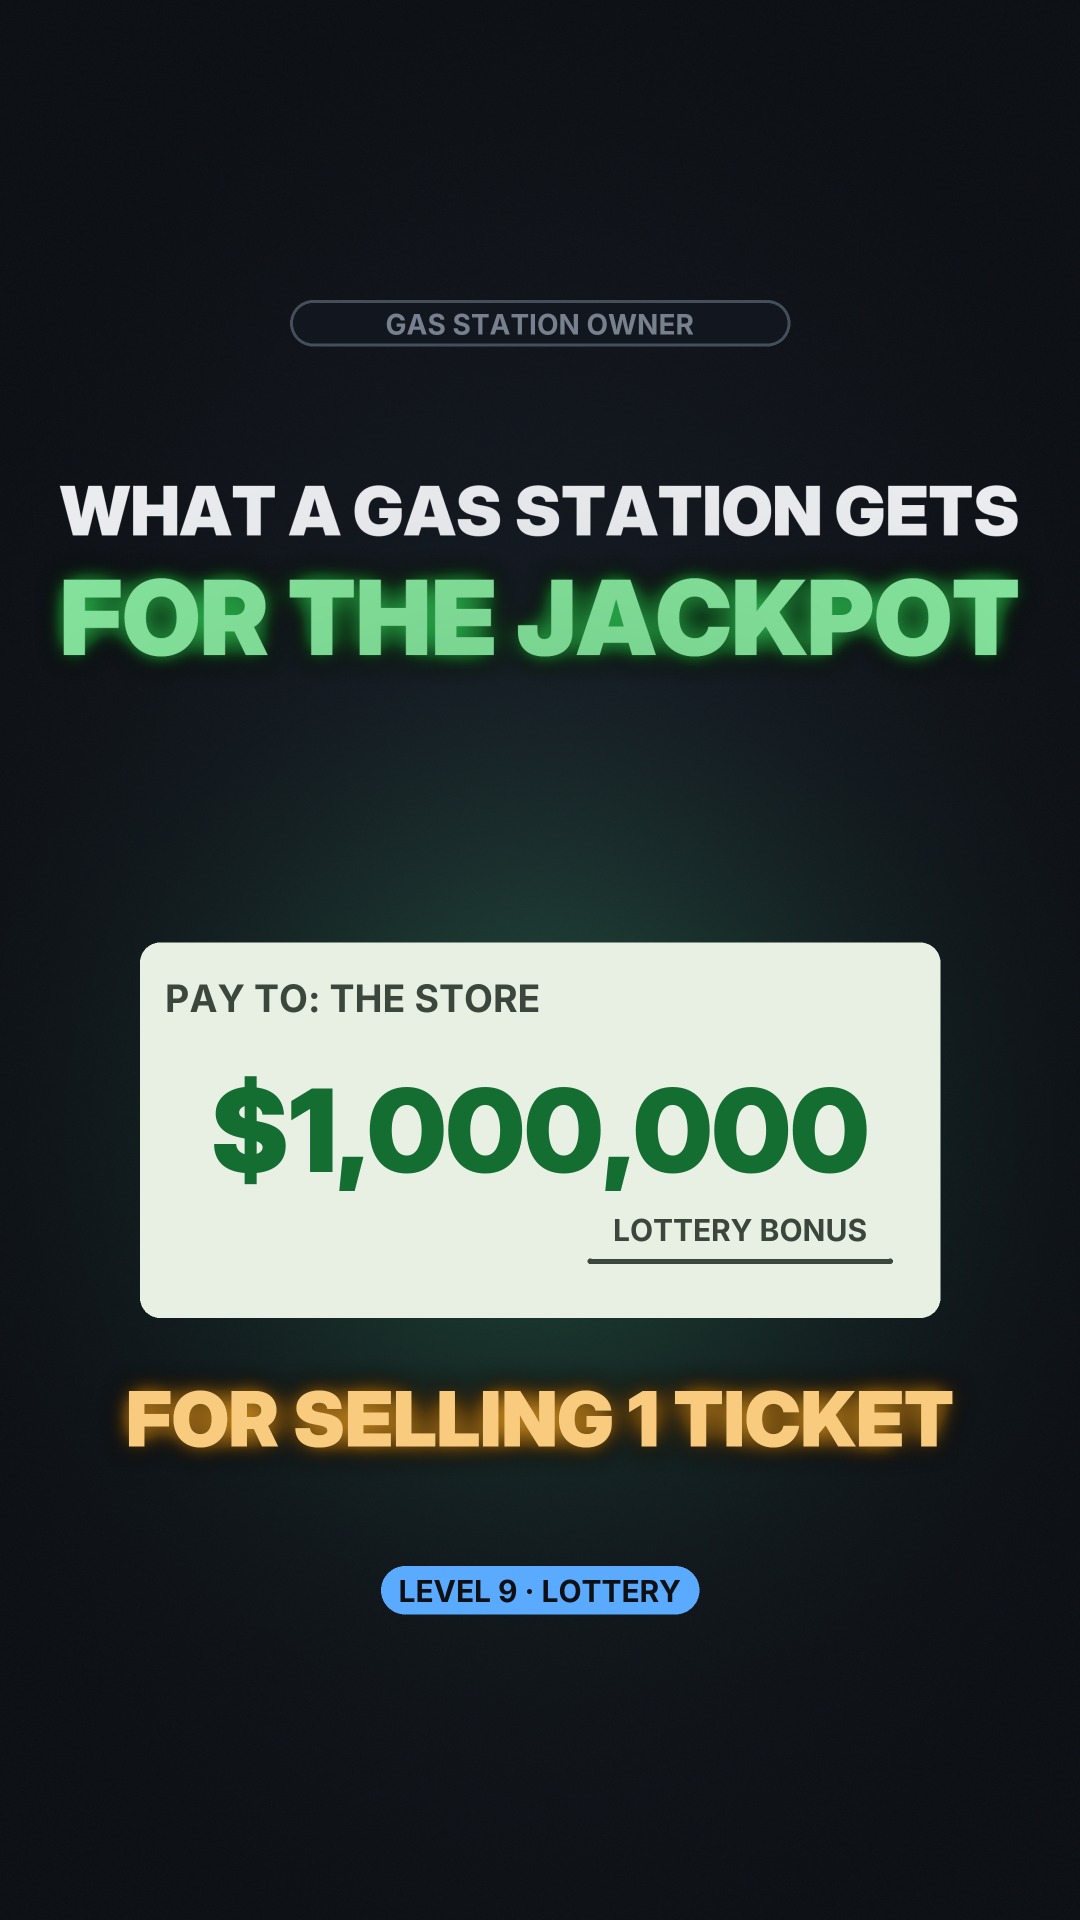 GAS STATION OWNER
WHAT A GAS STATION GETS
FOR THE JACKPOT
PAY TO: THE STORE
$1,000,000
LOTTERY BONUS
FOR SELLING 1 TICKET
LEVEL 9 · LOTTERY